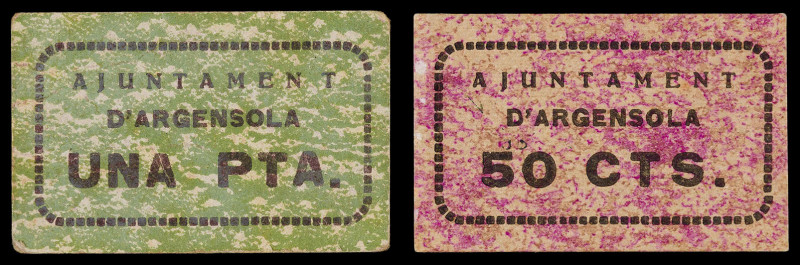 AJUNTAMENT
D'ARGENSOLA
UNA PTA.
AJUNTAMENT
D'ARGENSOLA
50 CTS.